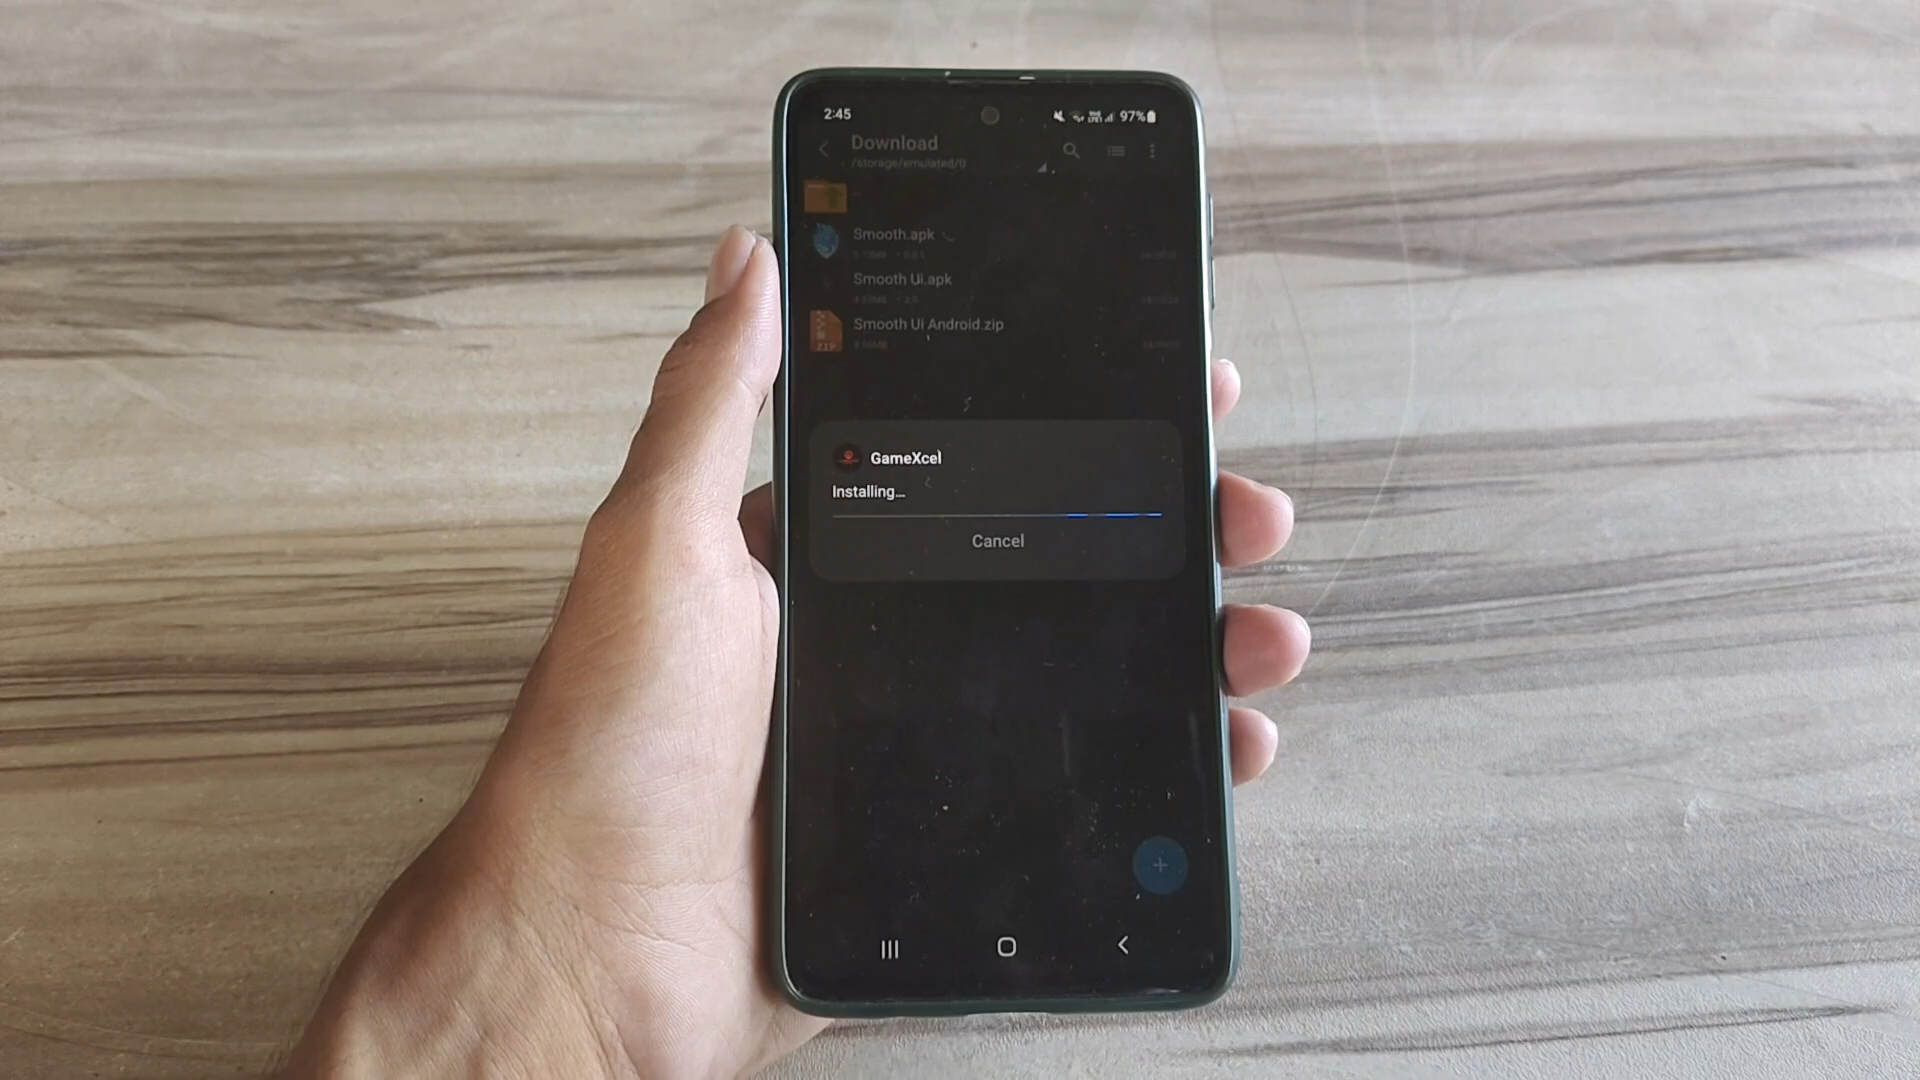 2:45
97%
Download
/storage/emulated/0
Smooth.apk
Smooth Ui.apk
Smooth Ui Android.zip
ZIP
GameXcel
Installing...
Cancel